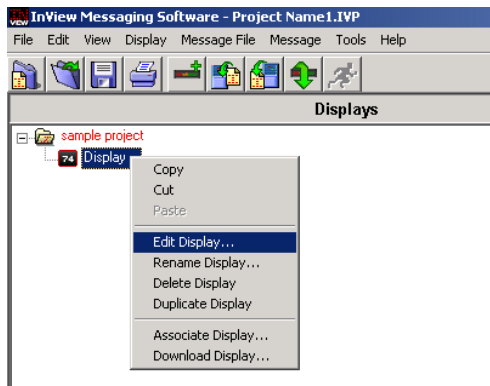 InView Messaging Software - Project Name1.IVP
File Edit View Display Message File Message Tools Help
Displays
sample project
74 Display
Copy
Cut
Paste
Edit Display...
Rename Display...
Delete Display
Duplicate Display
Associate Display...
Download Display...